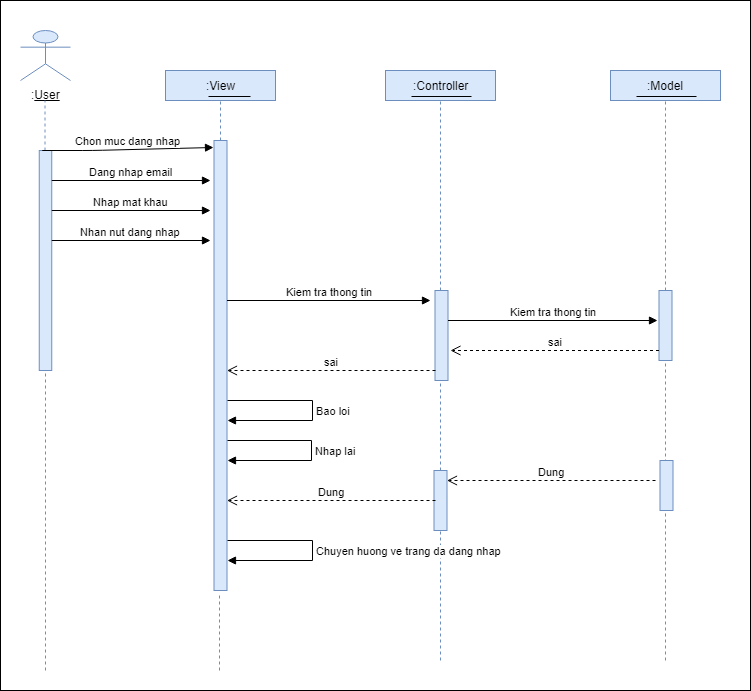 :User
:View
:Controller
:Model
Chon muc dang nhap
Dang nhap email
Nhap mat khau
Nhan nut dang nhap
Kiem tra thong tin
Kiem tra thong tin
sai
sai
Bao loi
Nhap lai
Dung
Dung
Chuyen huong ve trang da dang nhap